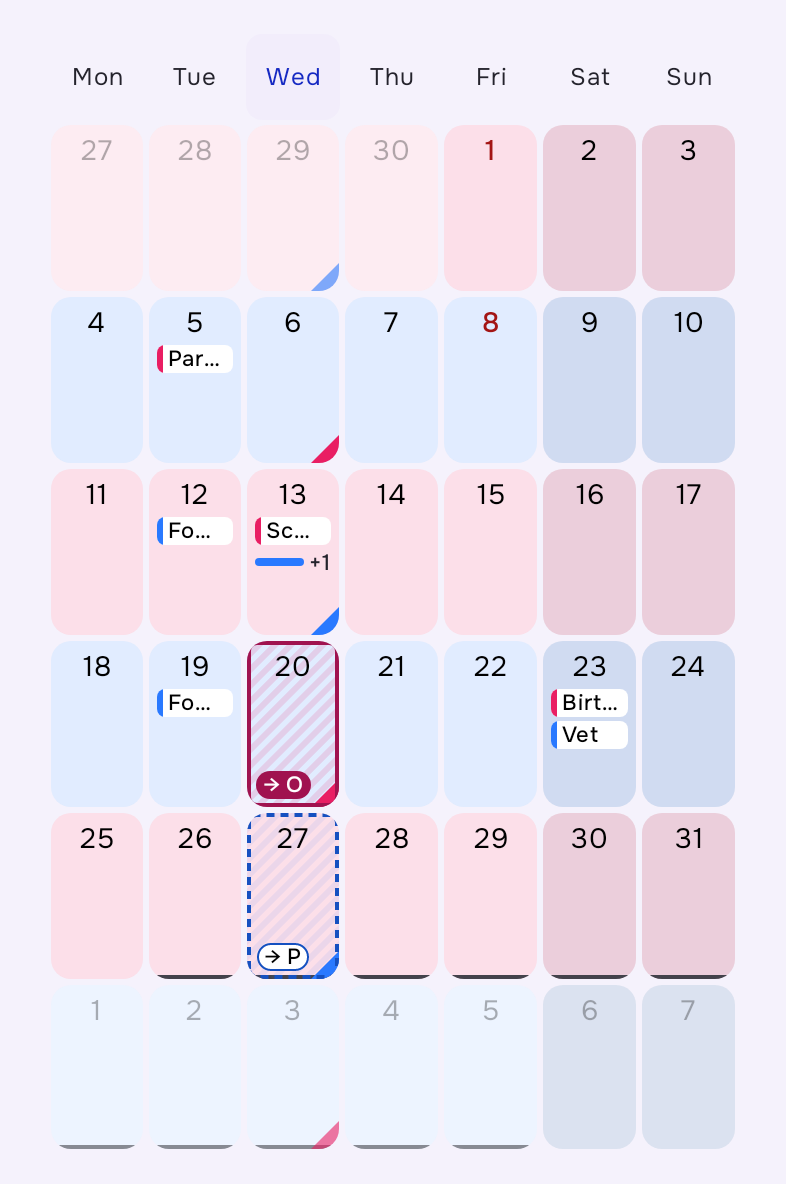 Mon Tue Wed Thu Fri Sat Sun
27 28 29 30 1 2 3
4 5 6 7 8 9 10
Par...
11 12 13 14 15 16 17
Fo... Sc...
+1
18 19 20 21 22 23 24
Fo... Birt...
Vet
→ O
25 26 27 28 29 30 31
→ P
1 2 3 4 5 6 7